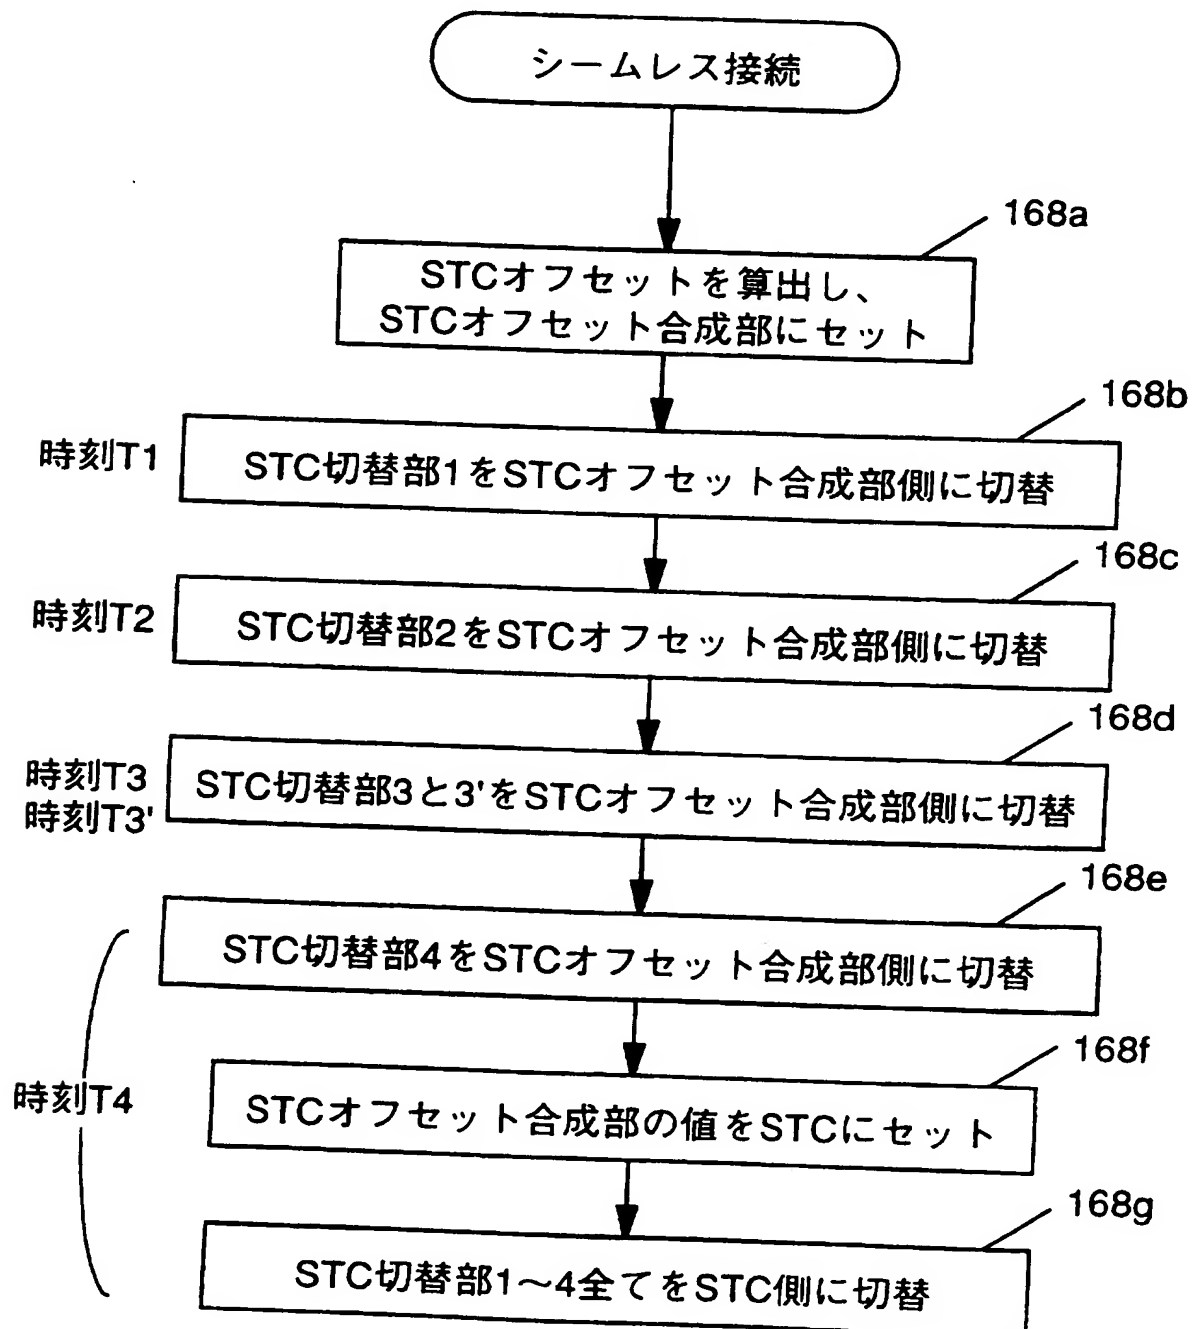 シームレス接続
168a
STCオフセットを算出し、
STCオフセット合成部にセット
168b
時刻T1
STC切替部1をSTCオフセット合成部側に切替
168c
時刻T2
STC切替部2をSTCオフセット合成部側に切替
168d
時刻T3
時刻T3'
STC切替部3と3'をSTCオフセット合成部側に切替
168e
STC切替部4をSTCオフセット合成部側に切替
168f
時刻T4
STCオフセット合成部の値をSTCにセット
168g
STC切替部1〜4全てをSTC側に切替